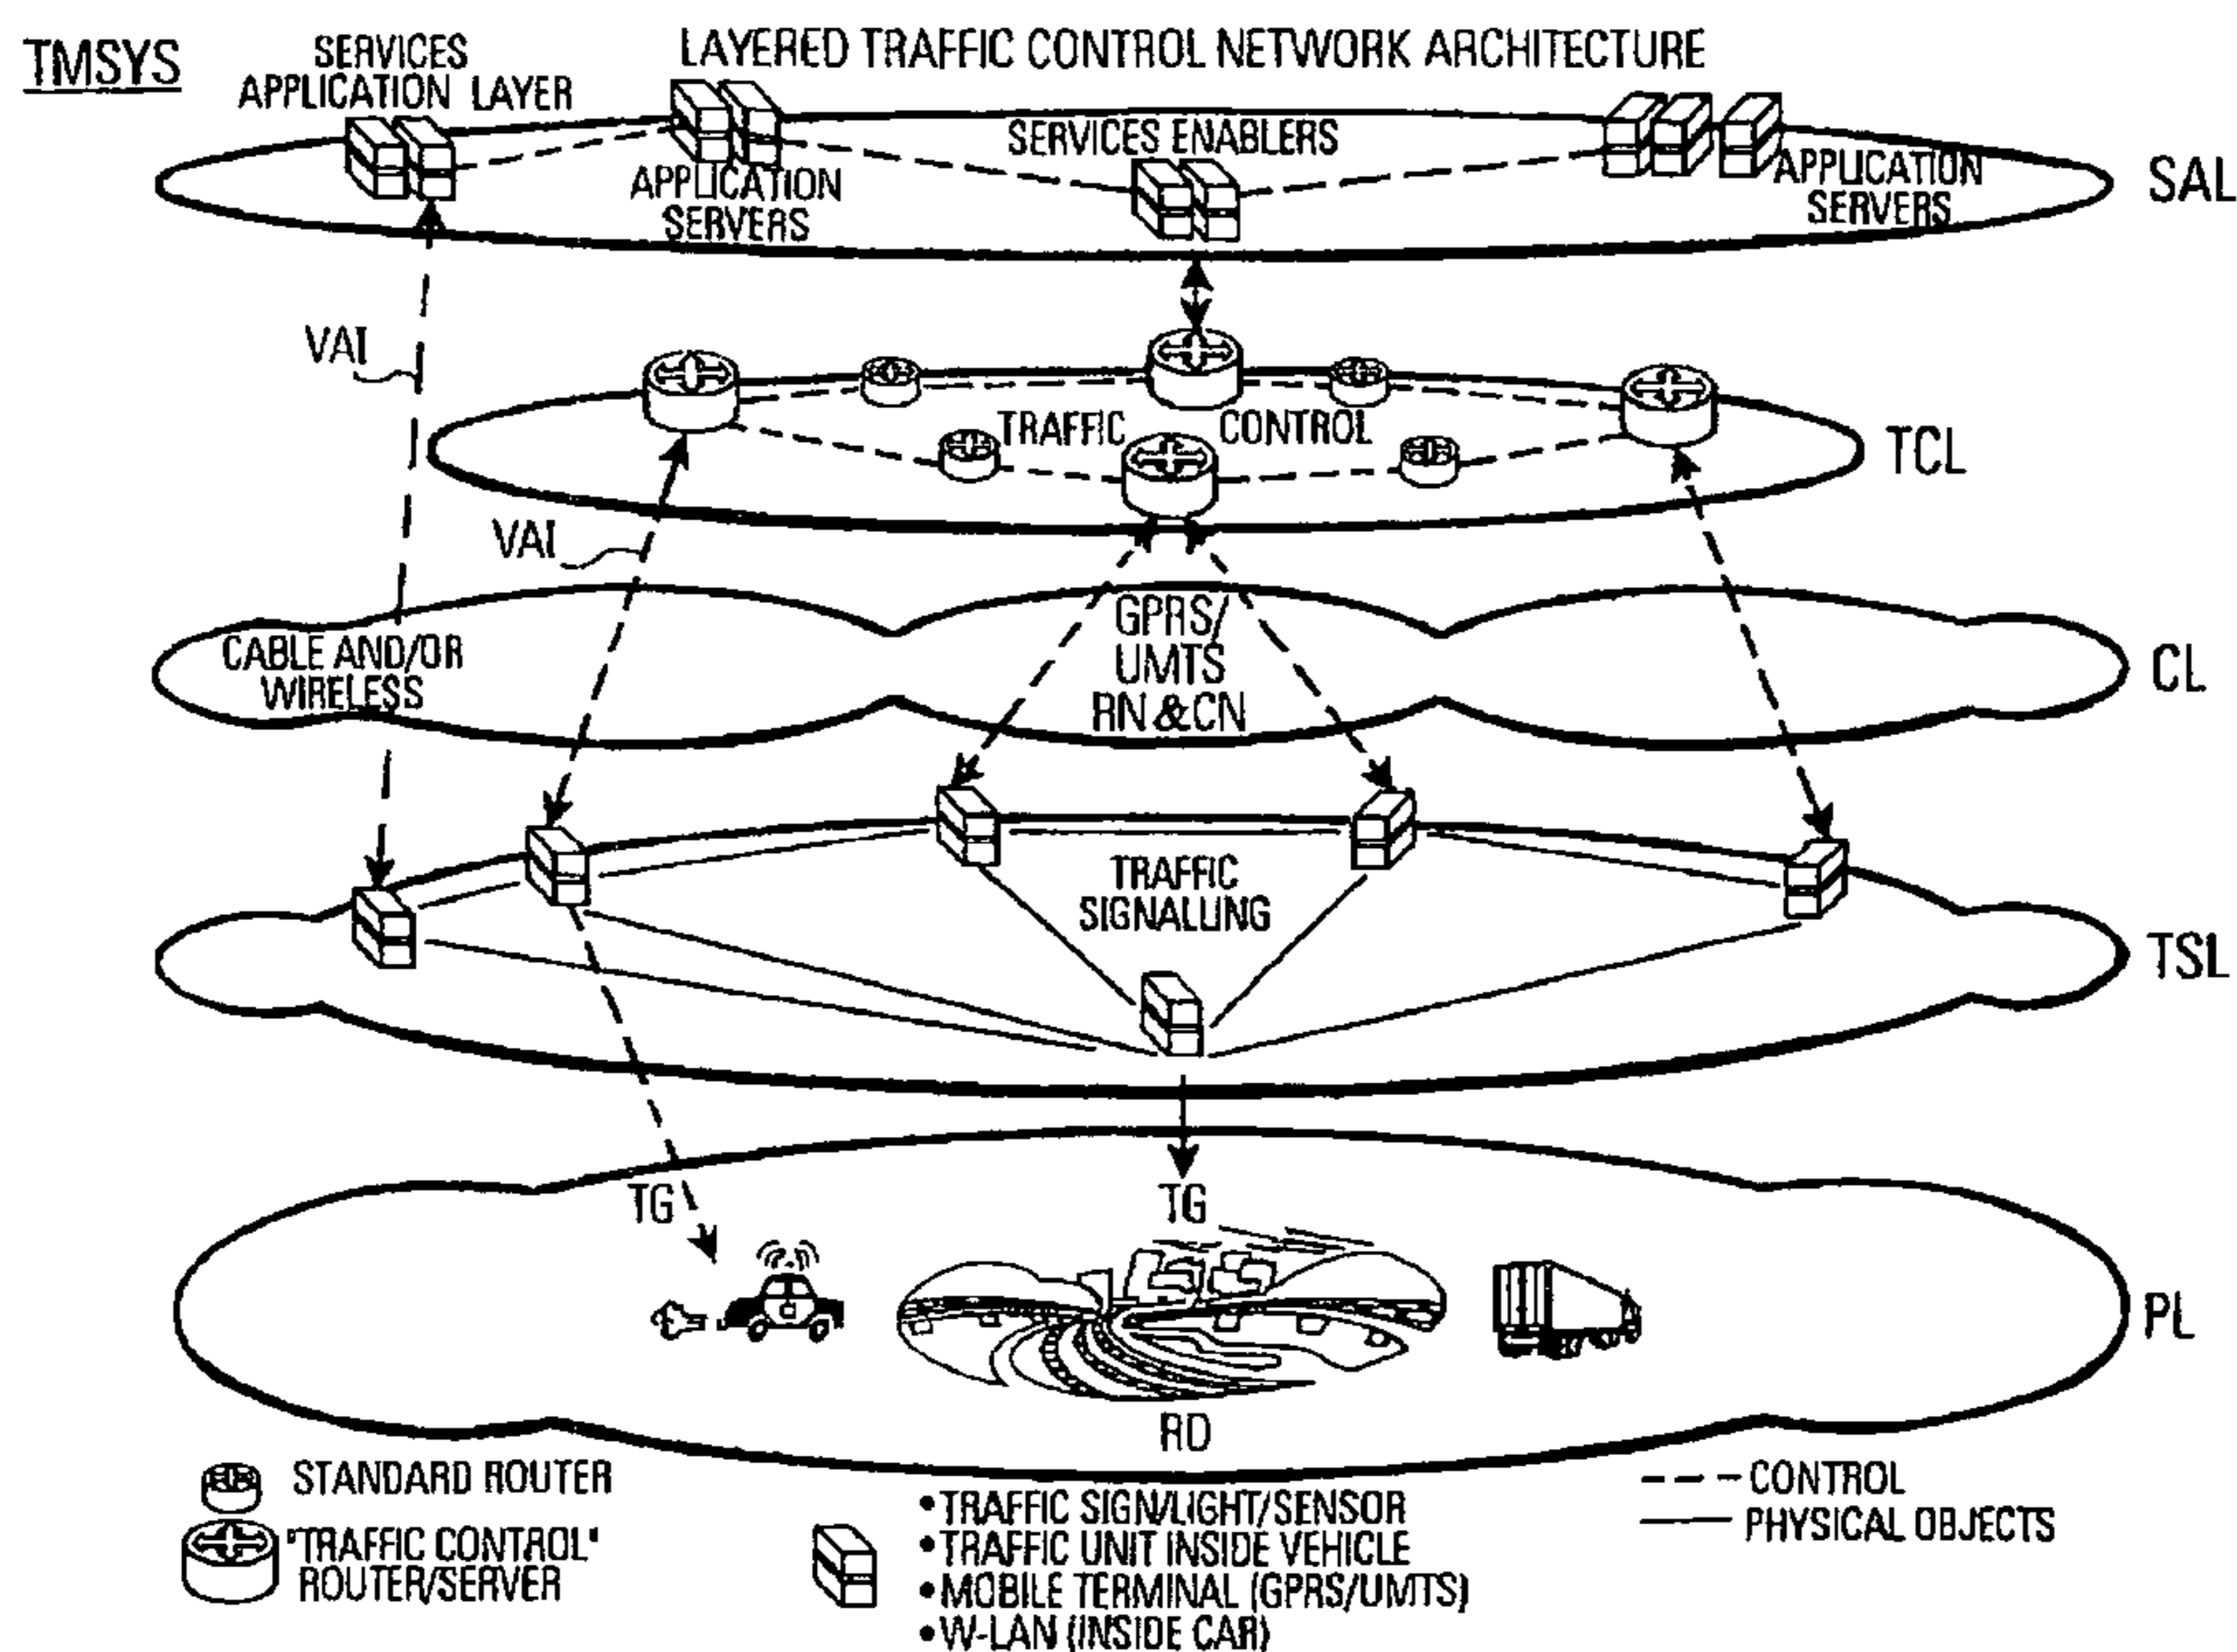 TMSYS
SERVICES
APPLICATION LAYER
LAYERED TRAFFIC CONTROL NETWORK ARCHITECTURE
SERVICES ENABLERS
APPLICATION
SERVERS
APPLICATION
SERVERS
SAL
VAI
TRAFFIC CONTROL
TCL
VAI
CABLE AND/OR
WIRELESS
GPRS/
UMTS
RN & CN
CL
TRAFFIC
SIGNALLING
TSL
TG
TG
PL
RD
STANDARD ROUTER
"TRAFFIC CONTROL"
ROUTER/SERVER
•TRAFFIC SIGN/LIGHT/SENSOR
•TRAFFIC UNIT INSIDE VEHICLE
•MOBILE TERMINAL (GPRS/UMTS)
•W-LAN (INSIDE CAR)
CONTROL
PHYSICAL OBJECTS